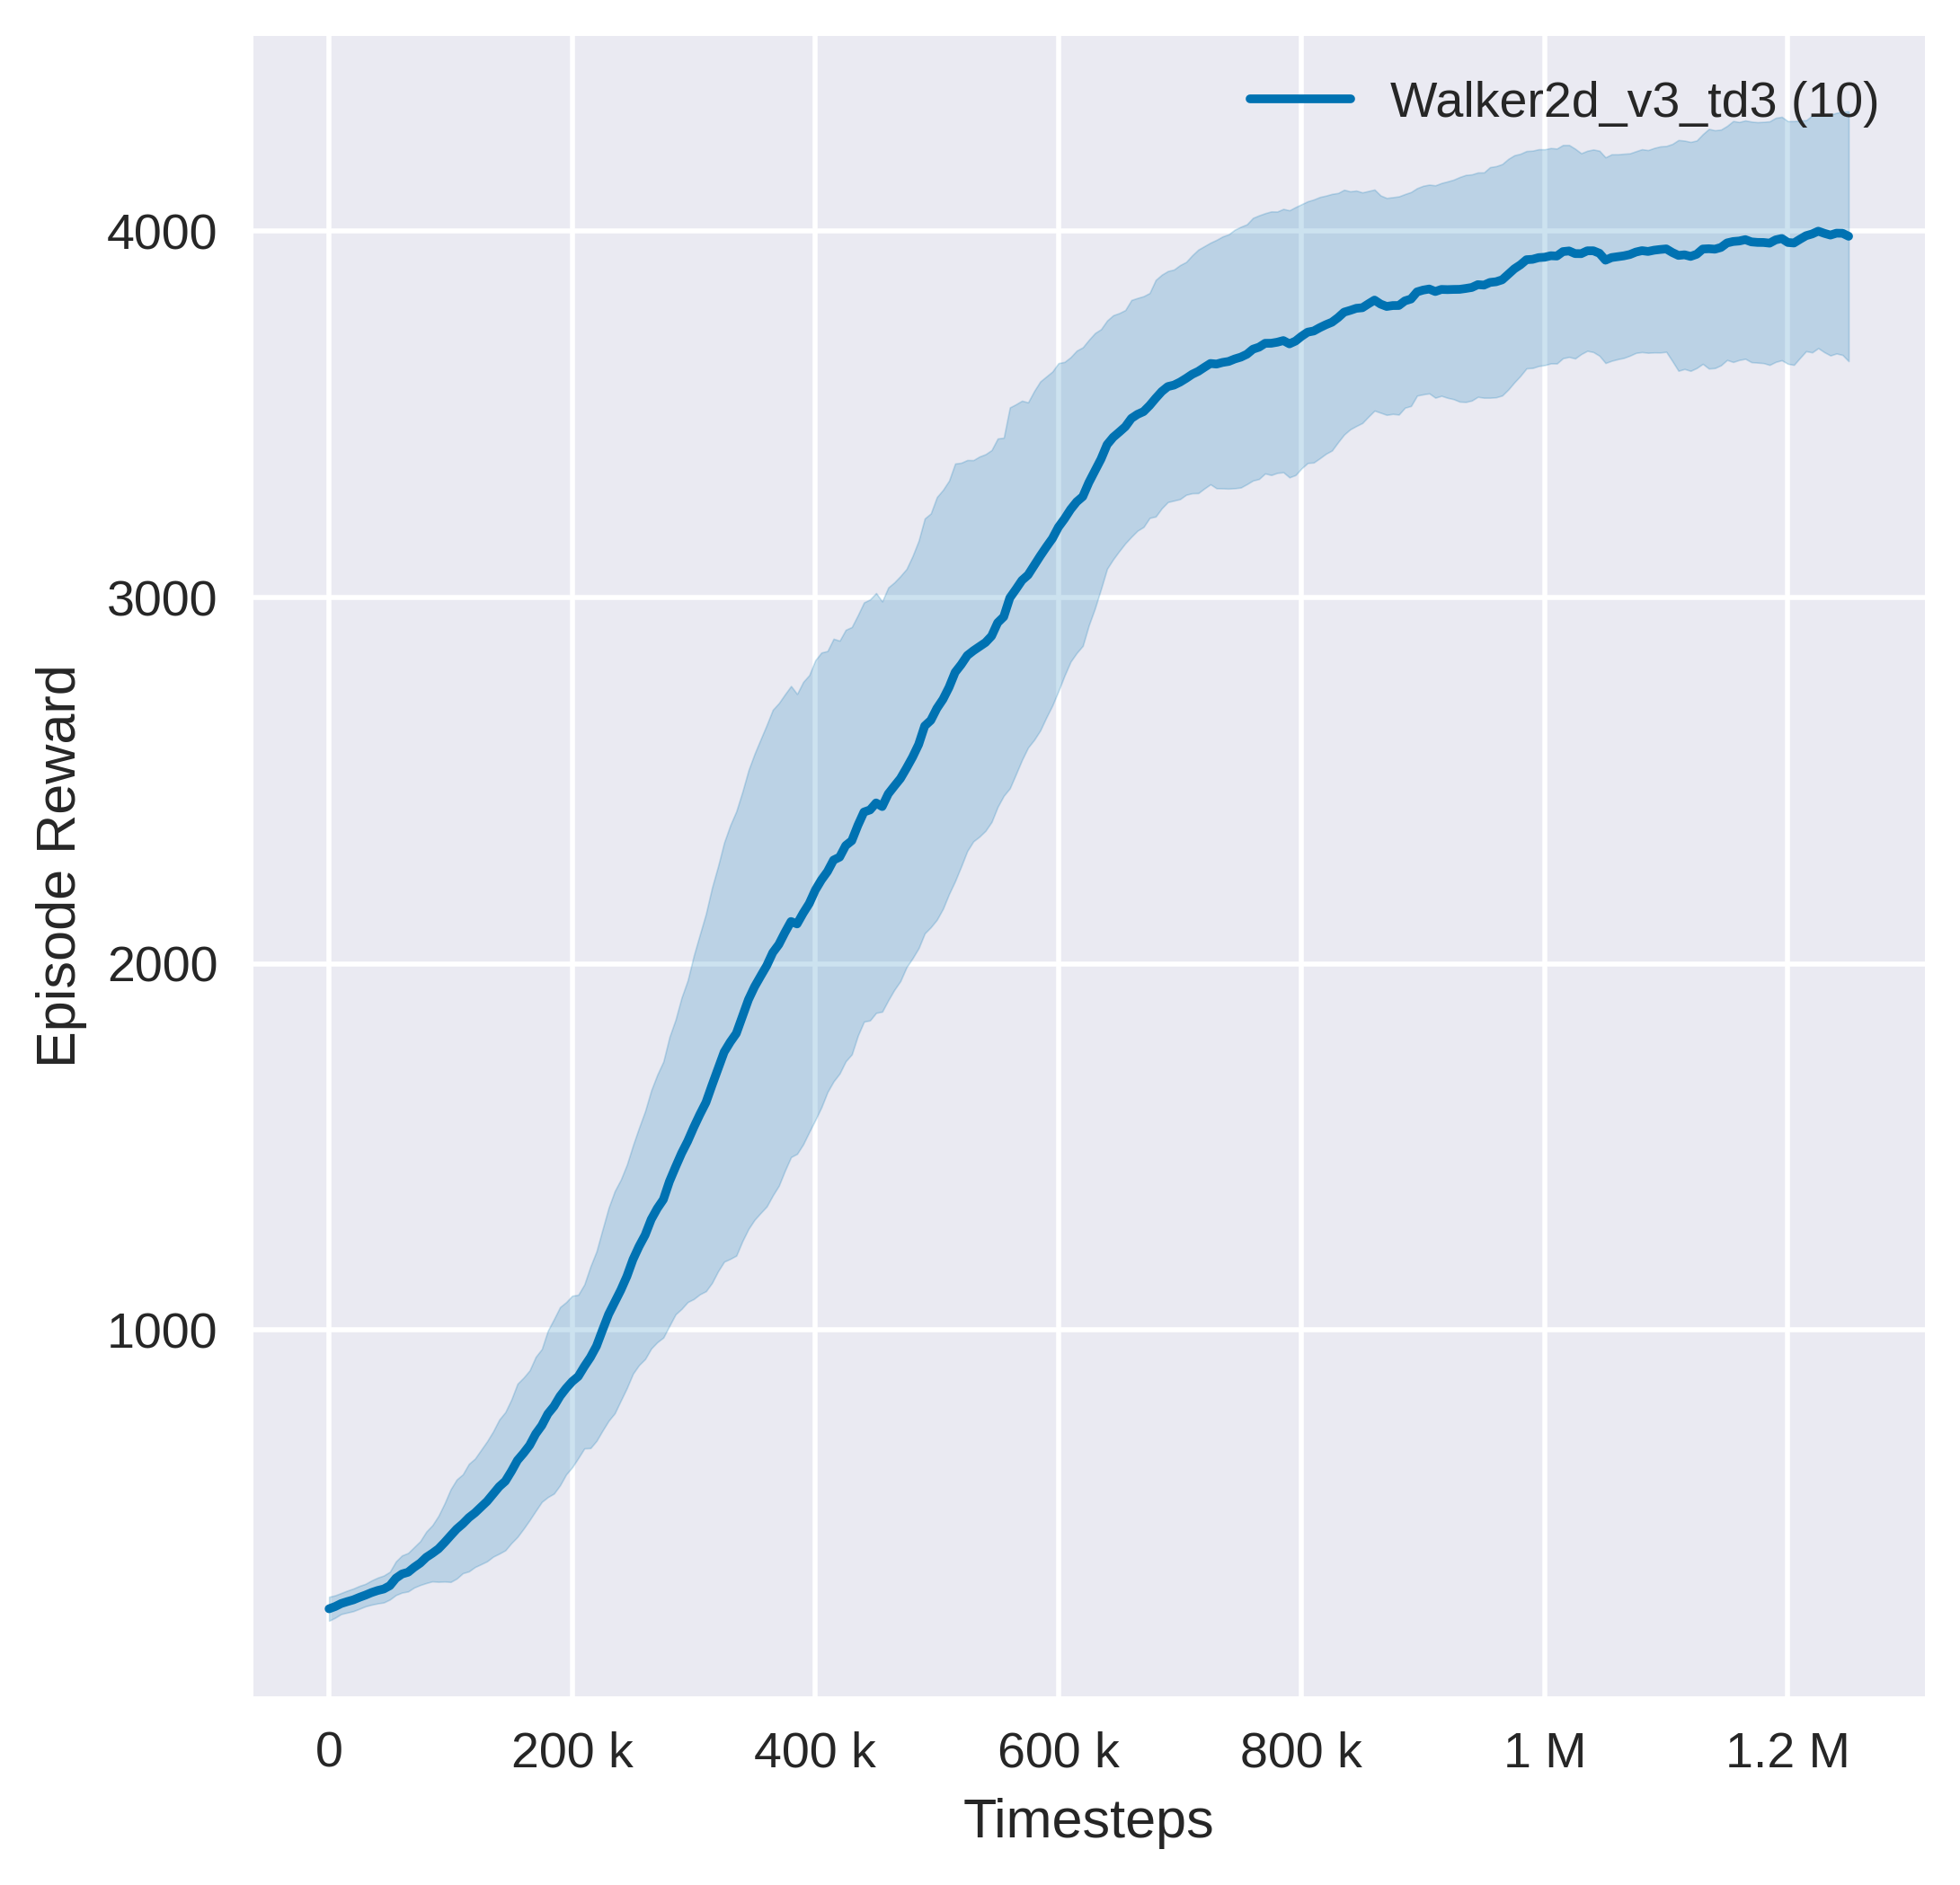 Walker2d_v3_td3 (10)
4000
3000
2000
1000
Episode Reward
0 200 k 400 k 600 k 800 k 1 M 1.2 M
Timesteps